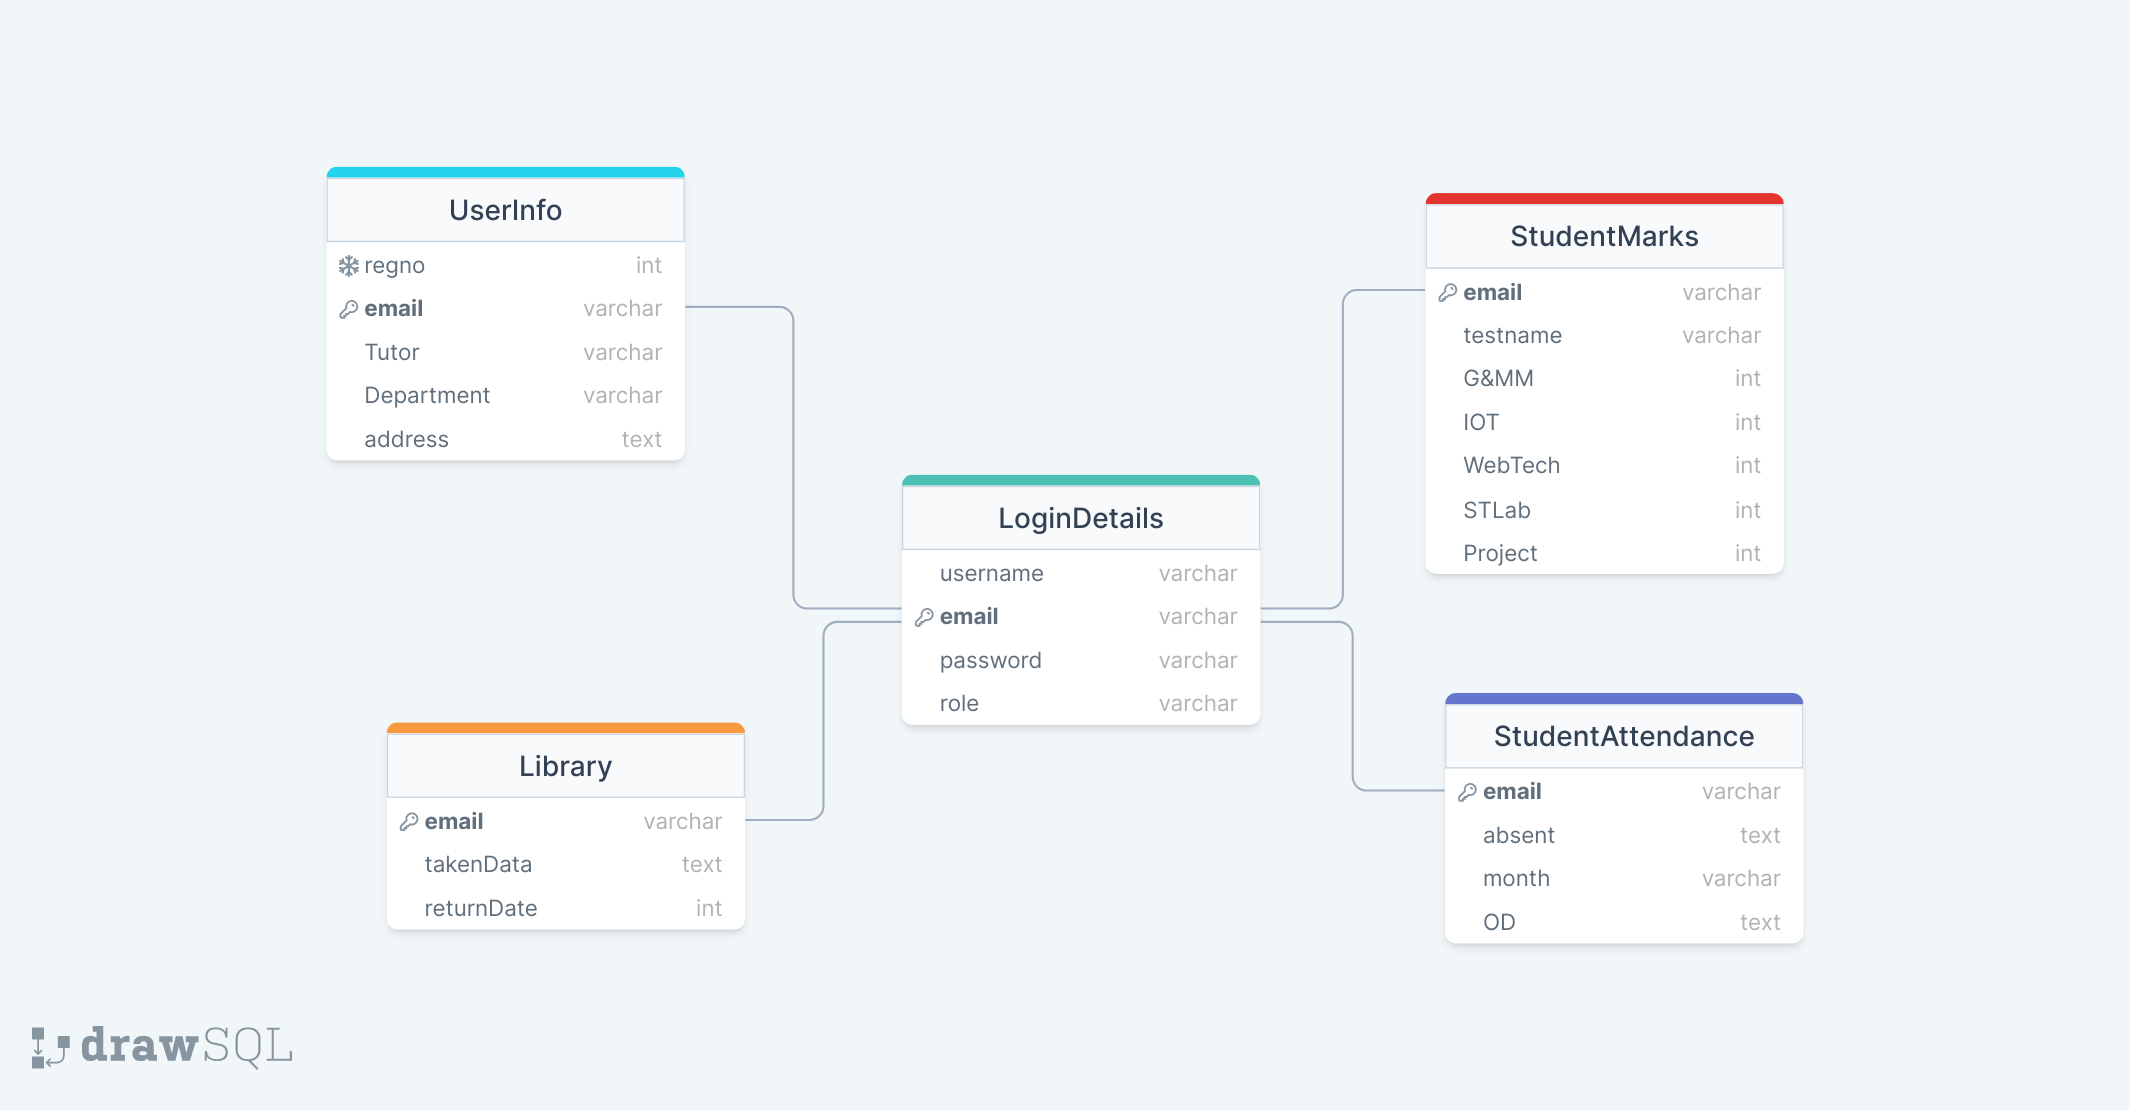 UserInfo
regno int
email varchar
Tutor varchar
Department varchar
address text
StudentMarks
email varchar
testname varchar
G&MM int
IOT int
WebTech int
STLab int
Project int
LoginDetails
username varchar
email varchar
password varchar
role varchar
Library
email varchar
takenData text
returnDate int
StudentAttendance
email varchar
absent text
month varchar
OD text
drawSQL